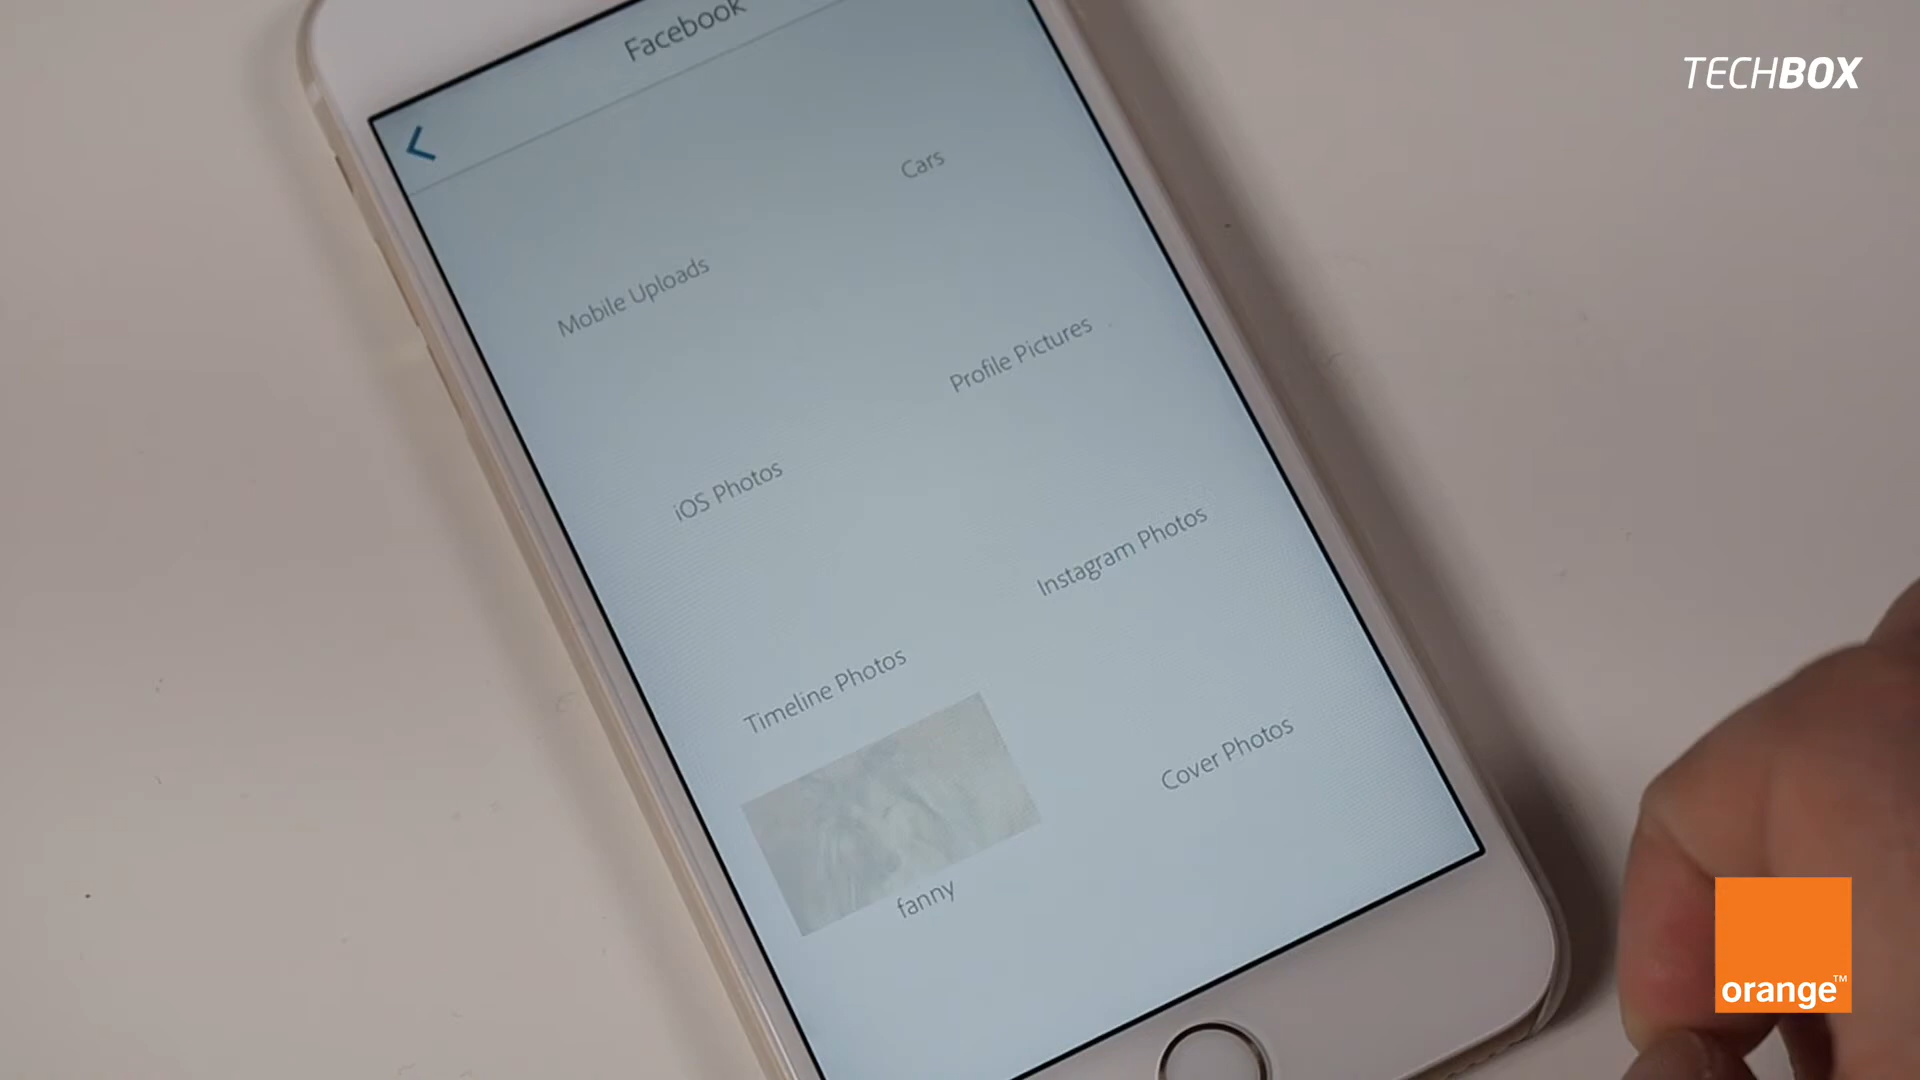 Facebook
TECHBOX
Cars
Mobile Uploads
Profile Pictures
iOS Photos
Instagram Photos
Timeline Photos
Cover Photos
fanny
orange™